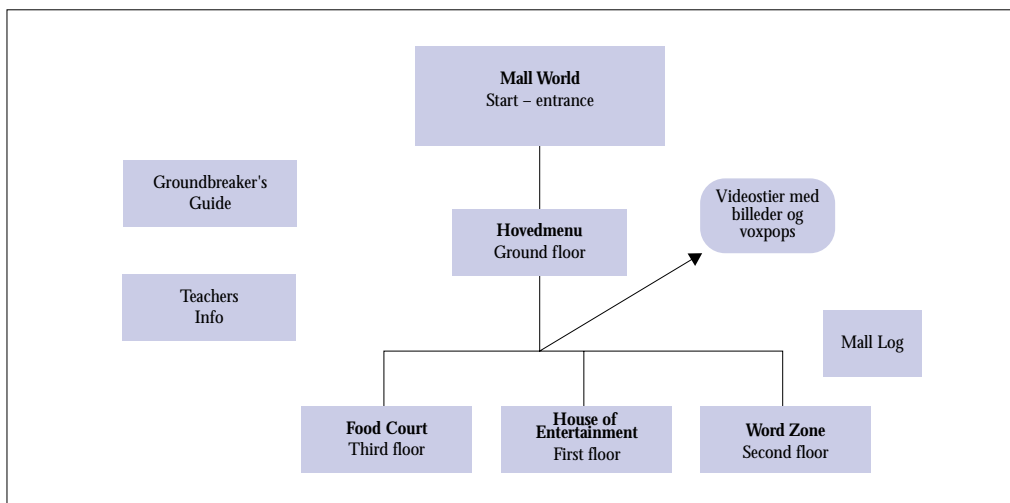 Mall World
Start – entrance
Groundbreaker's
Guide
Videostier med
billeder og
voxpops
Hovedmenu
Ground floor
Teachers
Info
Mall Log
Food Court
Third floor
House of
Entertainment
First floor
Word Zone
Second floor